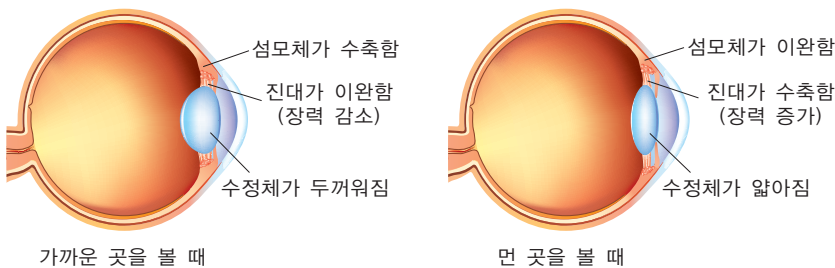 섬모체가 수축함
진대가 이완함
(장력 감소)
수정체가 두꺼워짐
가까운 곳을 볼 때
섬모체가 이완함
진대가 수축함
(장력 증가)
수정체가 얇아짐
먼 곳을 볼 때